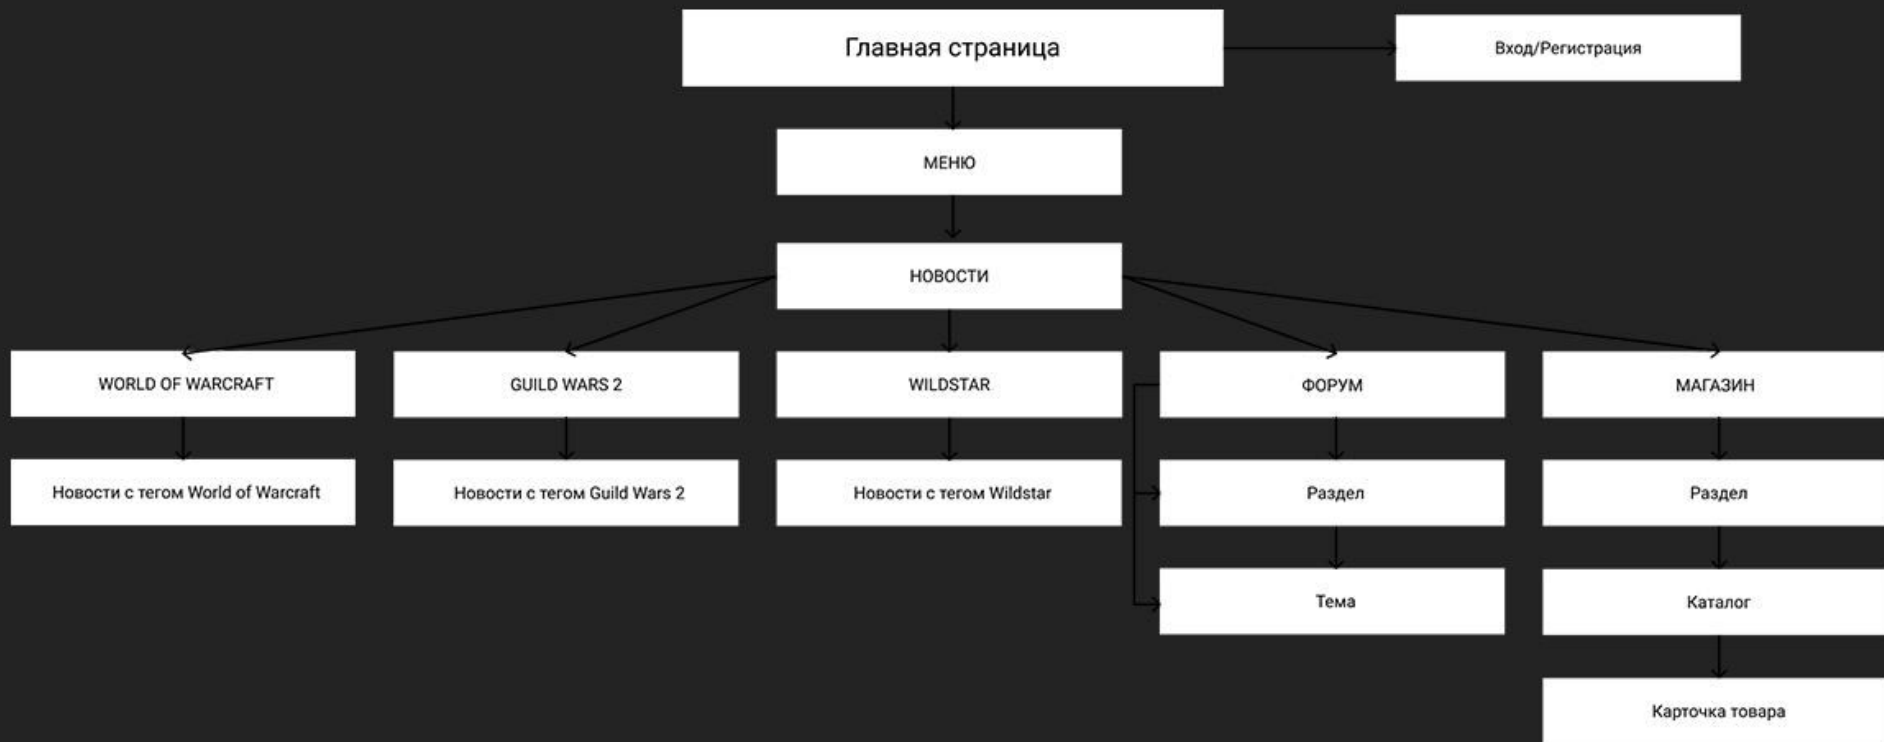 Главная страница
Вход/Регистрация
МЕНЮ
НОВОСТИ
WORLD OF WARCRAFT
GUILD WARS 2
WILDSTAR
ФОРУМ
МАГАЗИН
Новости с тегом World of Warcraft
Новости с тегом Guild Wars 2
Новости с тегом Wildstar
Раздел
Раздел
Тема
Каталог
Карточка товара